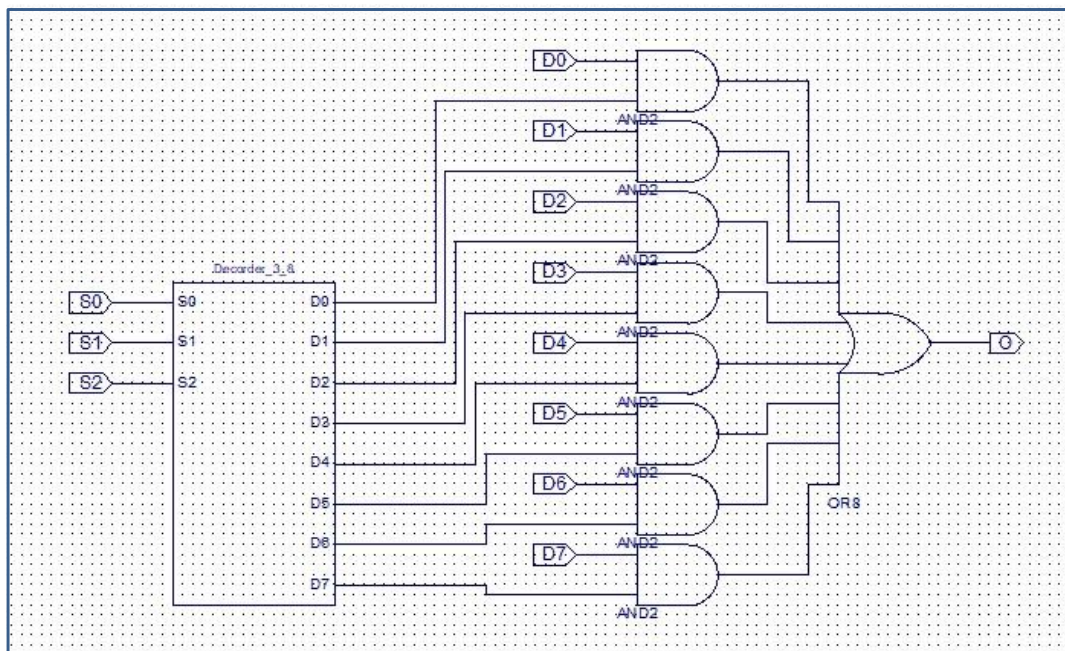 D0
AND2
D1
AND2
D2
AND2
D3
AND2
D4
AND2
D5
AND2
D6
AND2
D7
AND2
Decorder_3_8
S0
S1
S2
S0
S1
S2
D0
D1
D2
D3
D4
D5
D6
D7
OR8
O